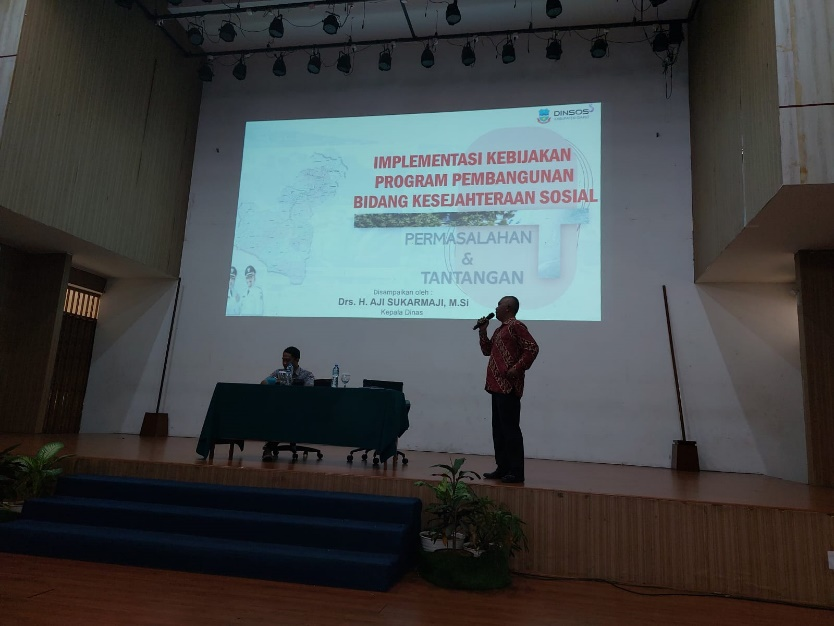 DINSOS
IMPLEMENTASI KEBIJAKAN
PROGRAM PEMBANGUNAN
BIDANG KESEJAHTERAAN SOSIAL
PERMASALAHAN
&
TANTANGAN
Disampaikan oleh :
Drs. H. AJI SUKARMAJI, M.Si
Kepala Dinas